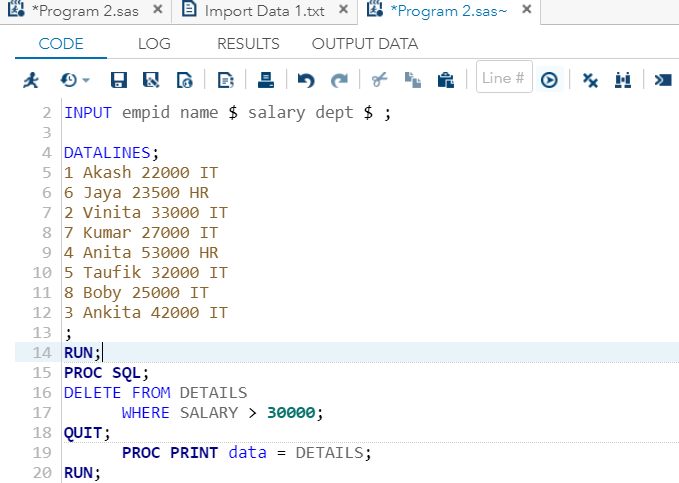 *Program 2.sas × Import Data 1.txt × *Program 2.sas~ ×
CODE LOG RESULTS OUTPUT DATA
Line #
2 INPUT empid name $ salary dept $ ;
3
4 DATALINES;
5 1 Akash 22000 IT
6 6 Jaya 23500 HR
7 2 Vinita 33000 IT
8 7 Kumar 27000 IT
9 4 Anita 53000 HR
10 5 Taufik 32000 IT
11 8 Boby 25000 IT
12 3 Ankita 42000 IT
13 ;
14 RUN;
15 PROC SQL;
16 DELETE FROM DETAILS
17 WHERE SALARY > 30000;
18 QUIT;
19 PROC PRINT data = DETAILS;
20 RUN;